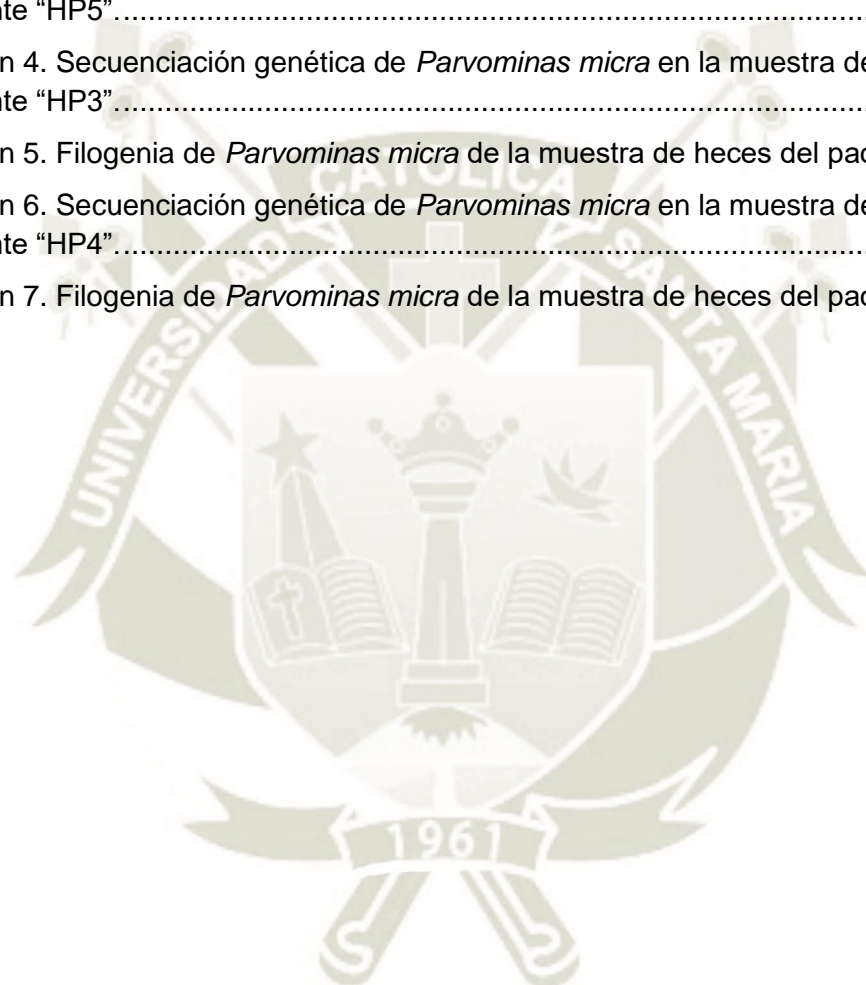 nte “HP5”
n 4. Secuenciación genética de Parvominas micra en la muestra de
nte “HP3”
n 5. Filogenia de Parvominas micra de la muestra de heces del pac
n 6. Secuenciación genética de Parvominas micra en la muestra de
nte “HP4”
n 7. Filogenia de Parvominas micra de la muestra de heces del pac
UNIVERSIDAD CATOLICA SANTA MARIA
1961